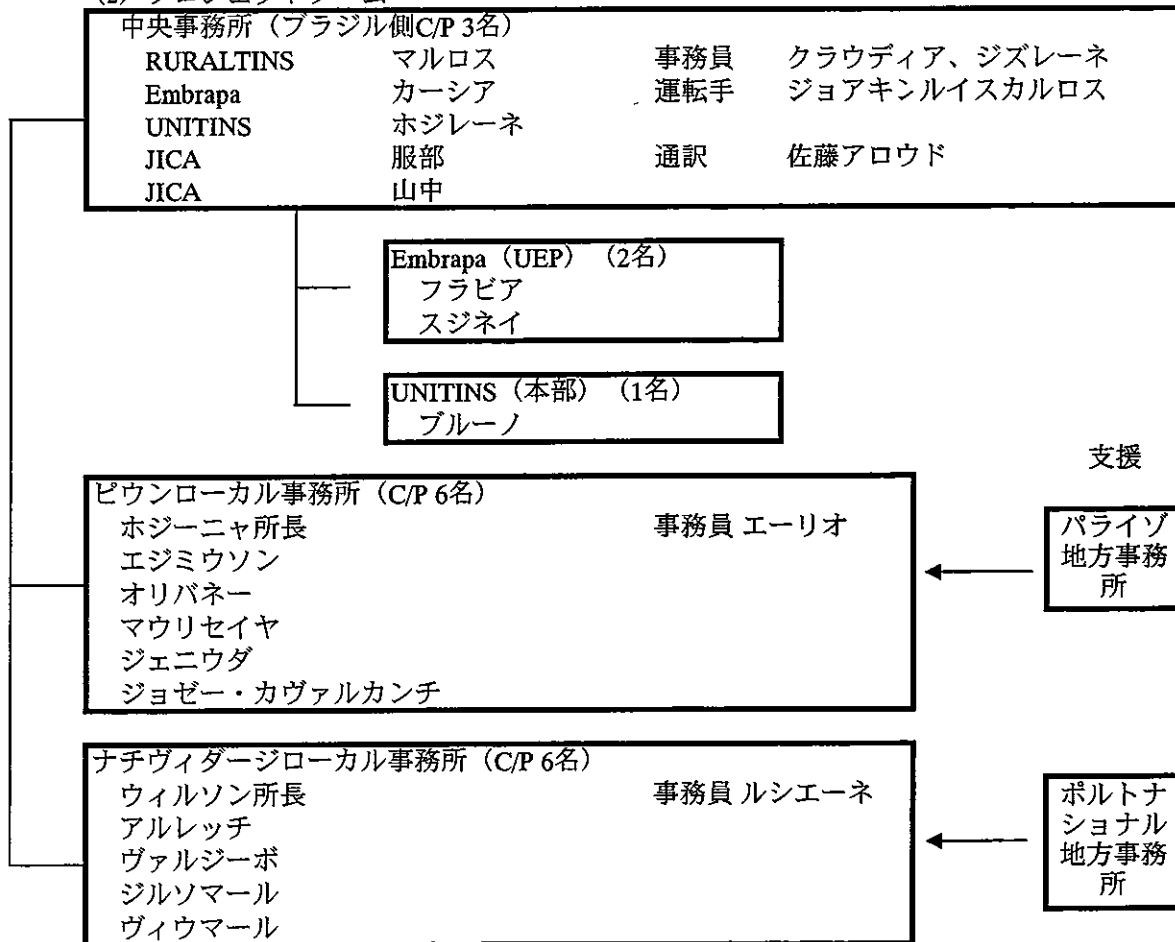 中央事務所（ブラジル側C/P 3名）
RURALTINS マルロス 事務員 クラウディア、ジズレーネ
Embrapa カーシア 運転手 ジョアキンルイスカルロス
UNITINS ホジレーネ
JICA 服部 通訳 佐藤アロウド
JICA 山中
Embrapa（UEP）（2名）
フラビア
スジネイ
UNITINS（本部）（1名）
ブルーノ
支援
ピウンローカル事務所（C/P 6名）
ホジーニャ所長 事務員 エーリオ
エジミウソン
オリバネー
マウリセイヤ
ジェニウダ
ジョゼー・カヴァルカンチ
パライゾ
地方事務
所
ナチヴィダージローカル事務所（C/P 6名）
ウィルソン所長 事務員 ルシエーネ
アルレッチ
ヴァルジーボ
ジルソマール
ヴィウマール
ポルトナ
ショナル
地方事務
所